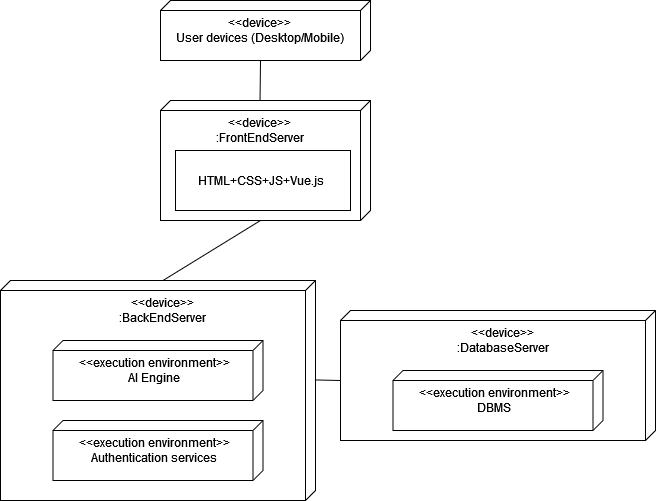 <<device>>
User devices (Desktop/Mobile)
<<device>>
:FrontEndServer
HTML+CSS+JS+Vue.js
<<device>>
:BackEndServer
<<execution environment>>
AI Engine
<<execution environment>>
Authentication services
<<device>>
:DatabaseServer
<<execution environment>>
DBMS